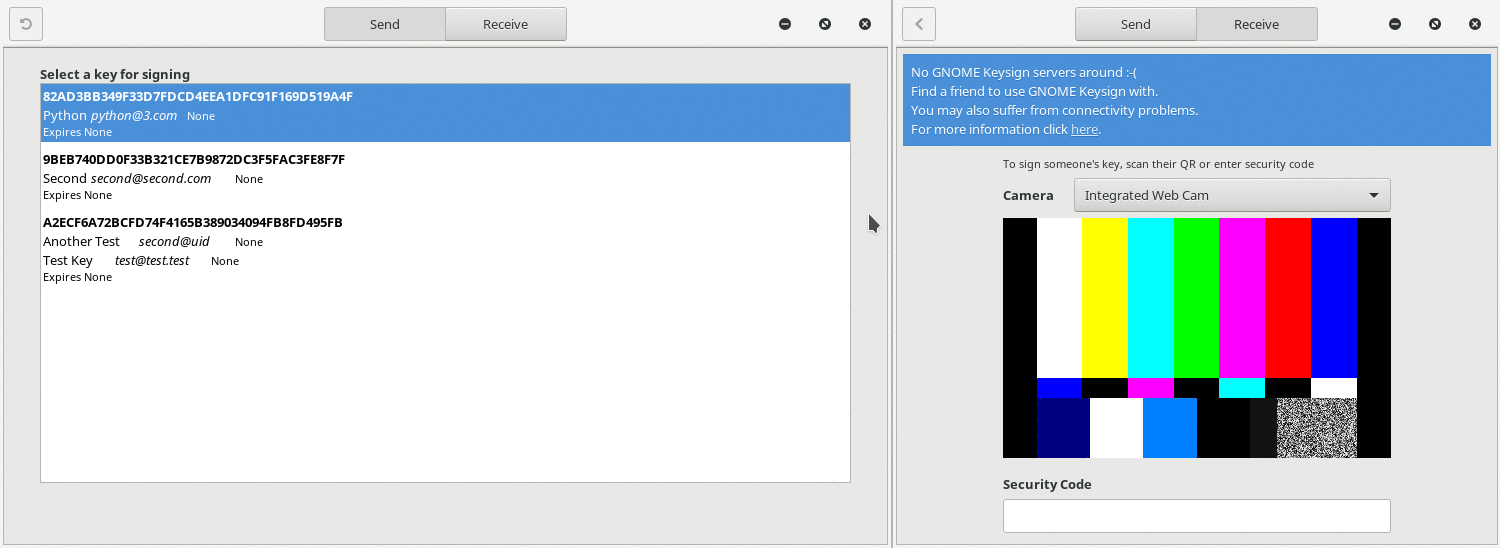 Send
Receive
Select a key for signing
82AD3BB349F33D7FDCD4EEA1DFC91F169D519A4F
Python python@3.com None
Expires None
9BEB740DD0F33B321CE7B9872DC3F5FAC3FE8F7F
Second second@second.com None
Expires None
A2ECF6A72BCFD74F4165B389034094FB8FD495FB
Another Test second@uid None
Test Key test@test.test None
Expires None
Send
Receive
No GNOME Keysign servers around :-(
Find a friend to use GNOME Keysign with.
You may also suffer from connectivity problems.
For more information click here.
To sign someone's key, scan their QR or enter security code
Camera Integrated Web Cam
Security Code